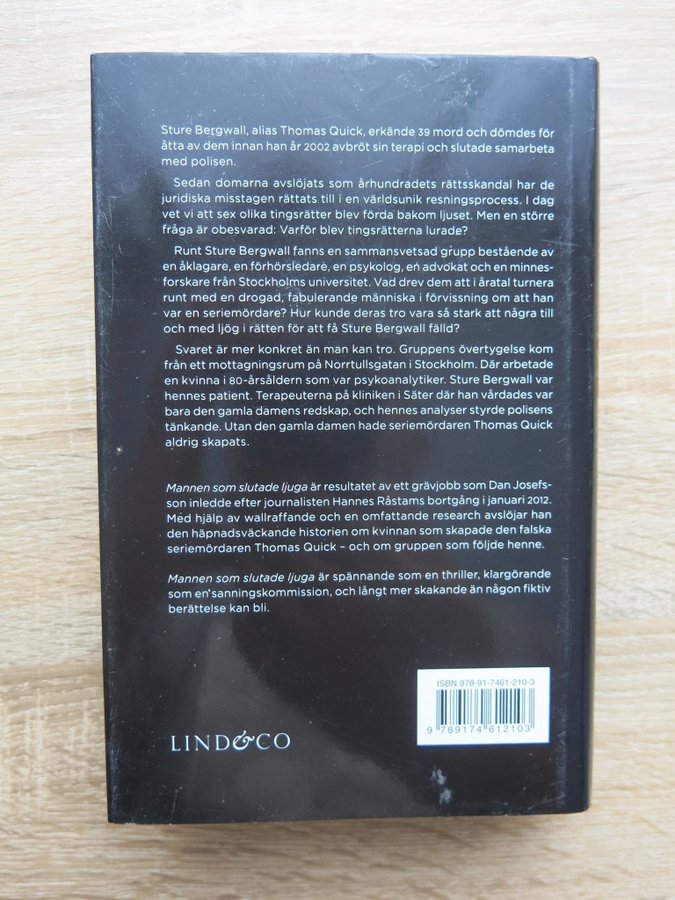 Sture Bergwall, alias Thomas Quick, erkände 39 mord och dömdes för
åtta av dem innan han år 2002 avbröt sin terapi och slutade samarbeta
med polisen.
Sedan domarna avslöjats som århundradets rättsskandal har de
juridiska misstagen rättats till i en världsunik resningsprocess. I dag
vet vi att sex olika tingsrätter blev förda bakom ljuset. Men en större
fråga är obesvarad: Varför blev tingsrätterna lurade?
Runt Sture Bergwall fanns en sammansvetsad grupp bestående av
en åklagare, en förhörsledare, en psykolog, en advokat och en minnes-
forskare från Stockholms universitet. Vad drev dem att i åratal turnera
runt med en drogad, fabulerande människa i förvissning om att han
var en seriemördare? Hur kunde deras tro vara så stark att några till
och med ljög i rätten för att få Sture Bergwall fälld?
Svaret är mer konkret än man kan tro. Gruppens övertygelse kom
från ett mottagningsrum på Norrtullsgatan i Stockholm. Där arbetade
en kvinna i 80-årsåldern som var psykoanalytiker. Sture Bergwall var
hennes patient. Terapeuterna på kliniken i Säter där han vårdades var
bara den gamla damens redskap, och hennes analyser styrde polisens
tänkande. Utan den gamla damen hade seriemördaren Thomas Quick
aldrig skapats.
Mannen som slutade ljuga är resultatet av ett grävjobb som Dan Josefs-
son inledde efter journalisten Hannes Råstams bortgång i januari 2012.
Med hjälp av wallraffande och en omfattande research avslöjar han
den häpnadsväckande historien om kvinnan som skapade den falska
seriemördaren Thomas Quick – och om gruppen som följde henne.
Mannen som slutade ljuga är spännande som en thriller, klargörande
som en sanningskommission, och långt mer skakande än någon fiktiv
berättelse kan bli.
ISBN 978-91-7461-210-3
9 789174 612103
LIND&CO